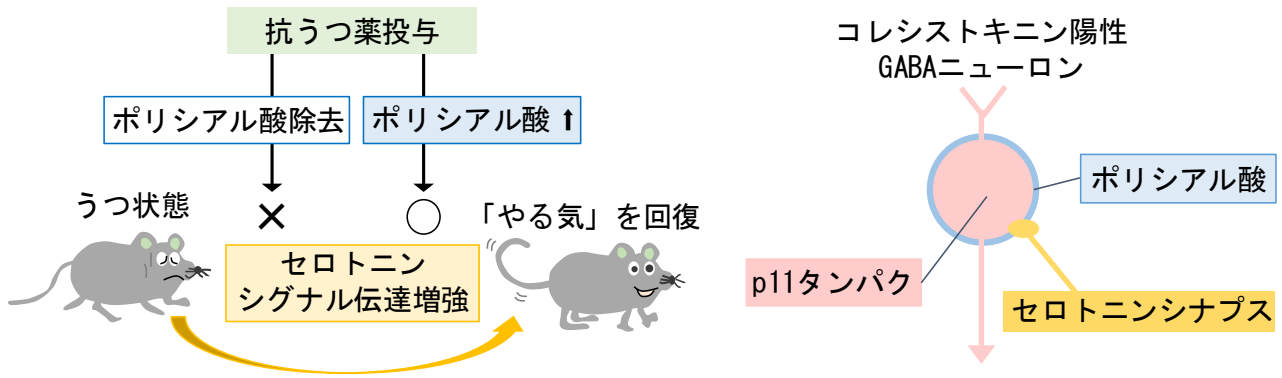 抗うつ薬投与
ポリシアル酸除去
ポリシアル酸⬆
うつ状態
×
○
「やる気」を回復
セロトニン
シグナル伝達増強
コレシストキニン陽性
GABAニューロン
ポリシアル酸
p11タンパク
セロトニンシナプス